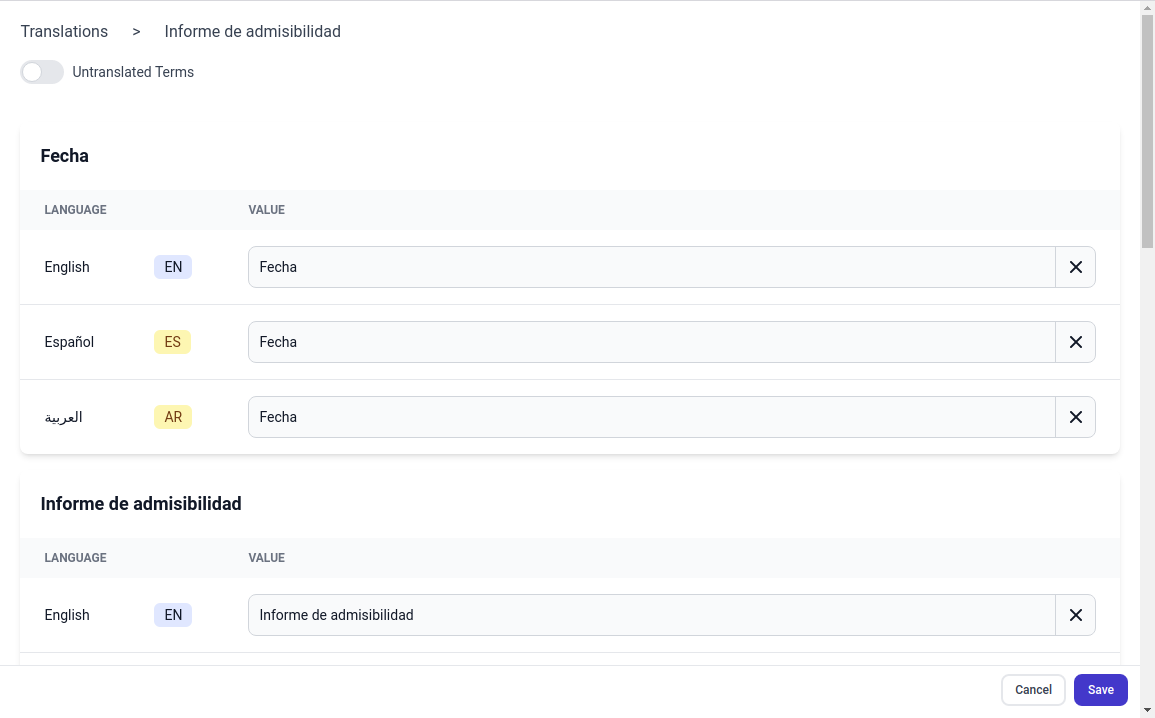 Translations > Informe de admisibilidad
Untranslated Terms
Fecha
LANGUAGE VALUE
English EN Fecha
Español ES Fecha
العربية AR Fecha
Informe de admisibilidad
LANGUAGE VALUE
English EN Informe de admisibilidad
Cancel Save